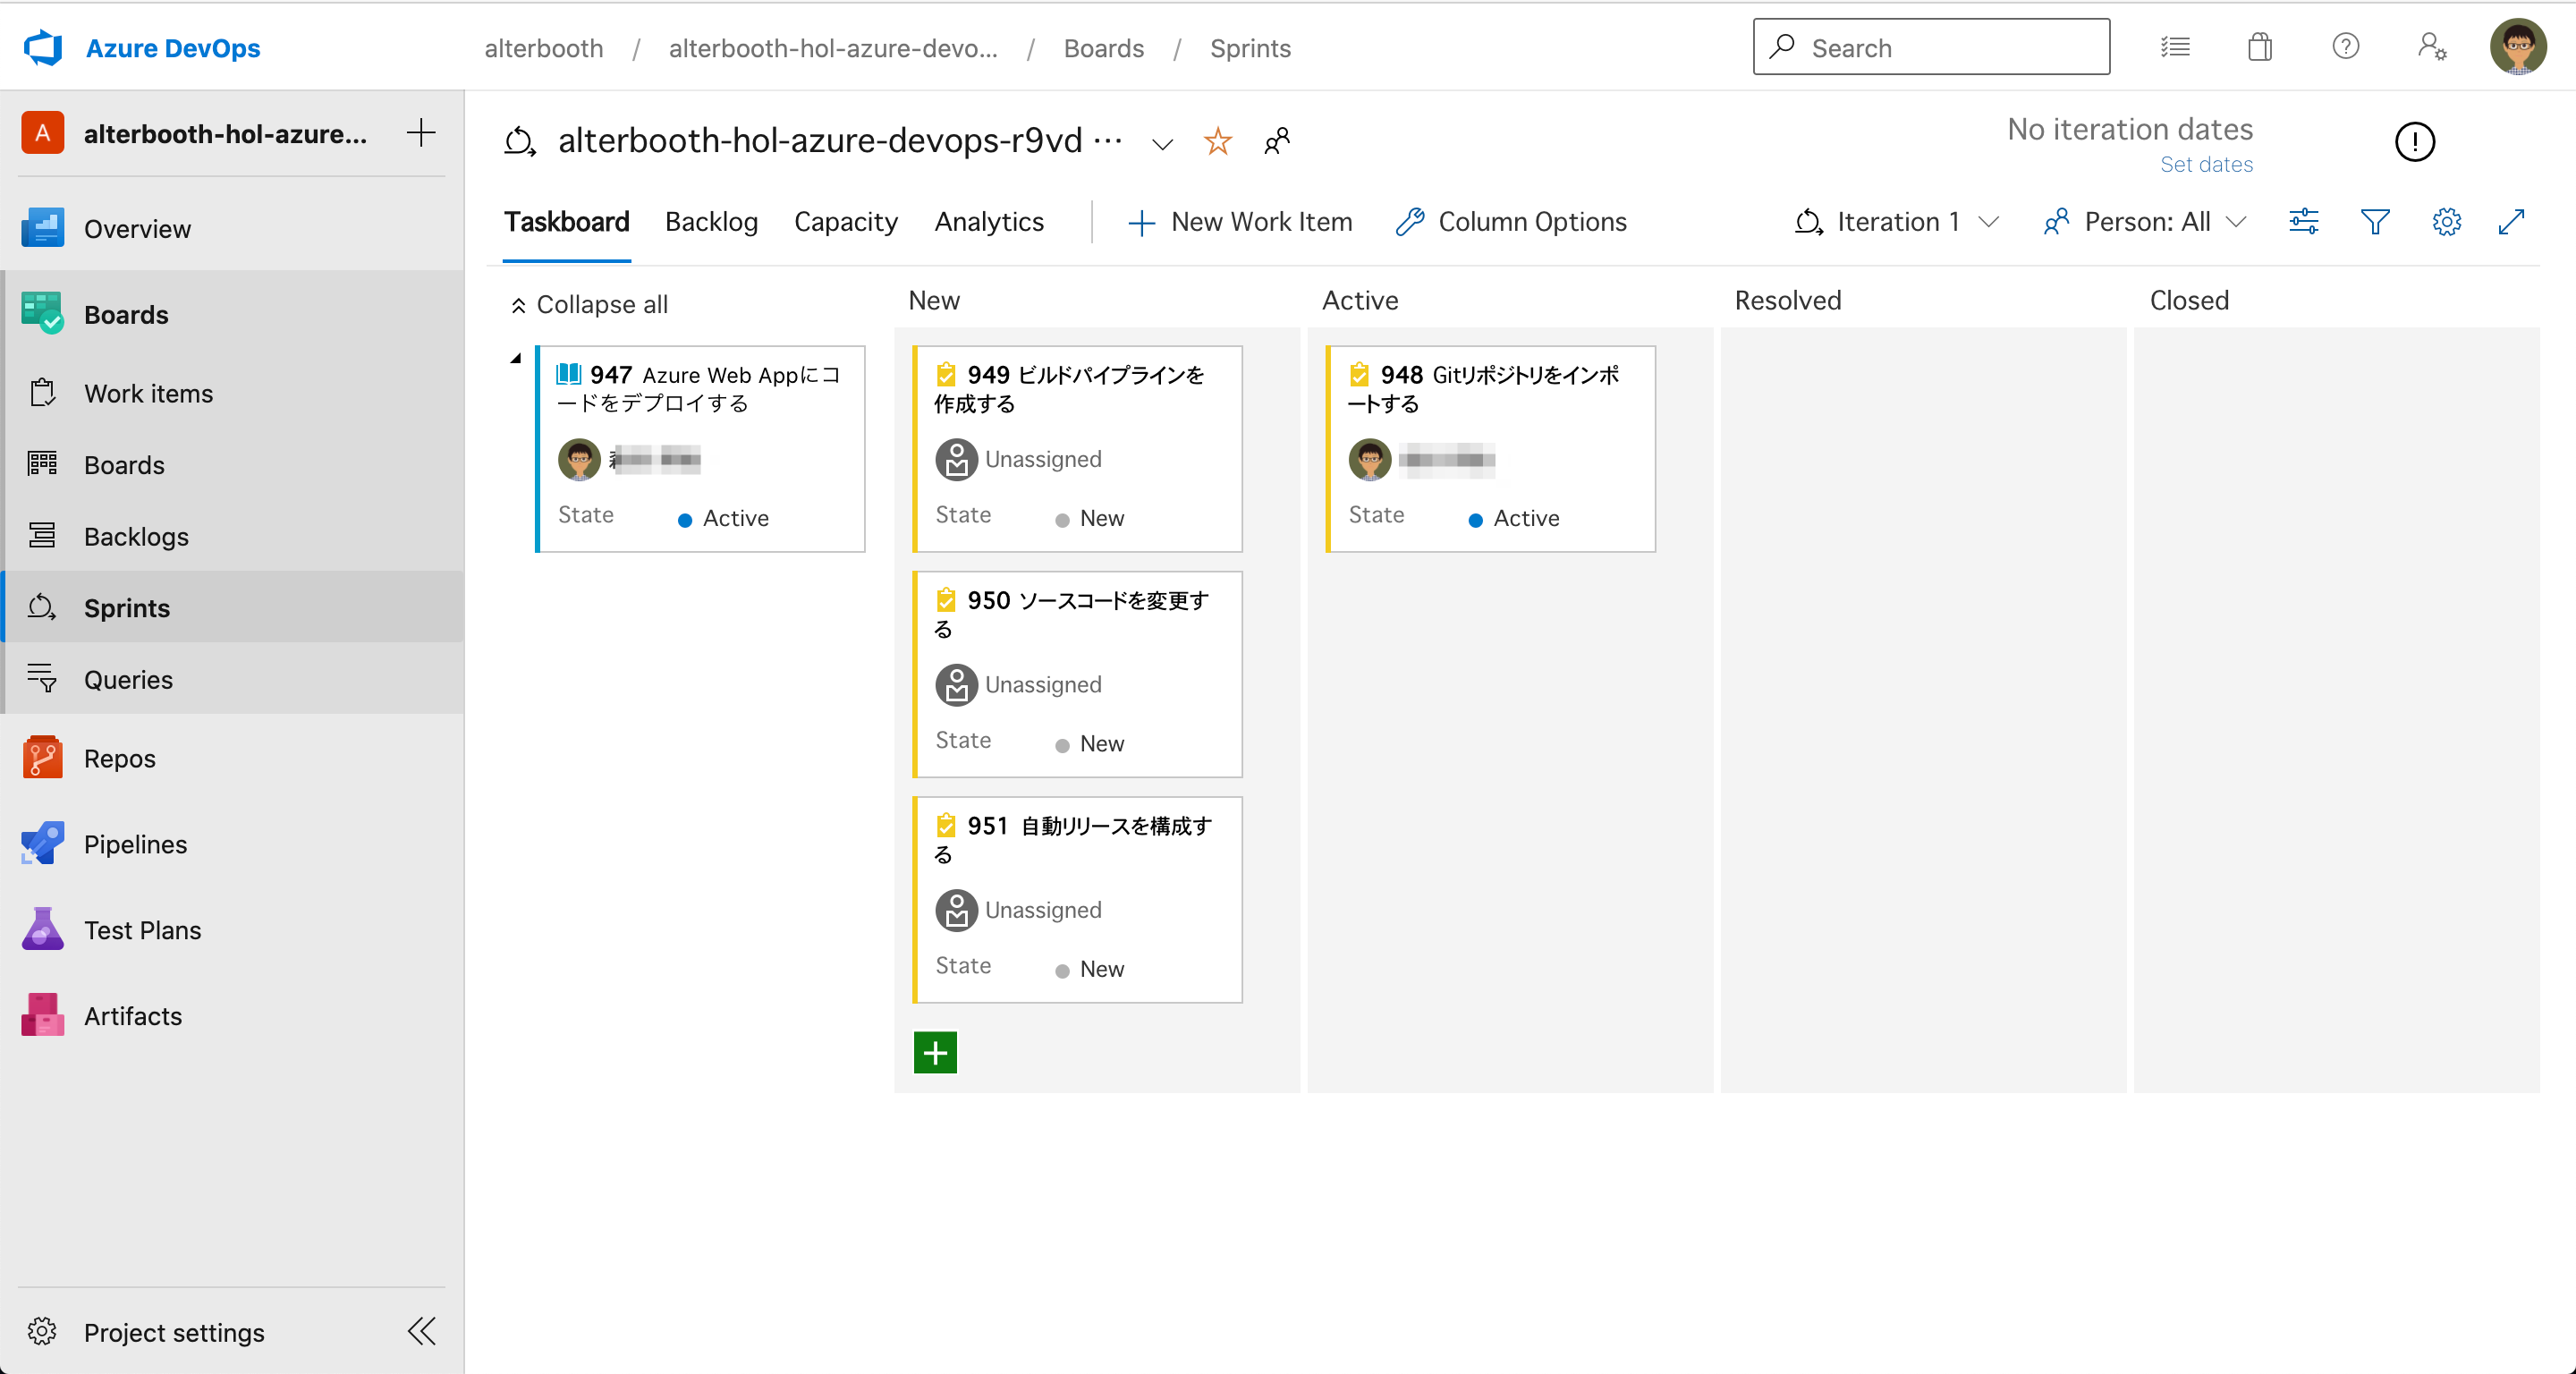 Azure DevOps
alterbooth / alterbooth-hol-azure-devo... / Boards / Sprints
Search
A alterbooth-hol-azure...
Overview
Boards
Work items
Boards
Backlogs
Sprints
Queries
Repos
Pipelines
Test Plans
Artifacts
Project settings
alterbooth-hol-azure-devops-r9vd ...
No iteration dates
Set dates
Taskboard Backlog Capacity Analytics New Work Item Column Options Iteration 1 Person: All
Collapse all
New
Active
Resolved
Closed
947 Azure Web Appにコ
ードをデプロイする
State Active
949 ビルドパイプラインを
作成する
Unassigned
State New
950 ソースコードを変更す
る
Unassigned
State New
951 自動リリースを構成す
る
Unassigned
State New
948 Gitリポジトリをインポ
ートする
State Active